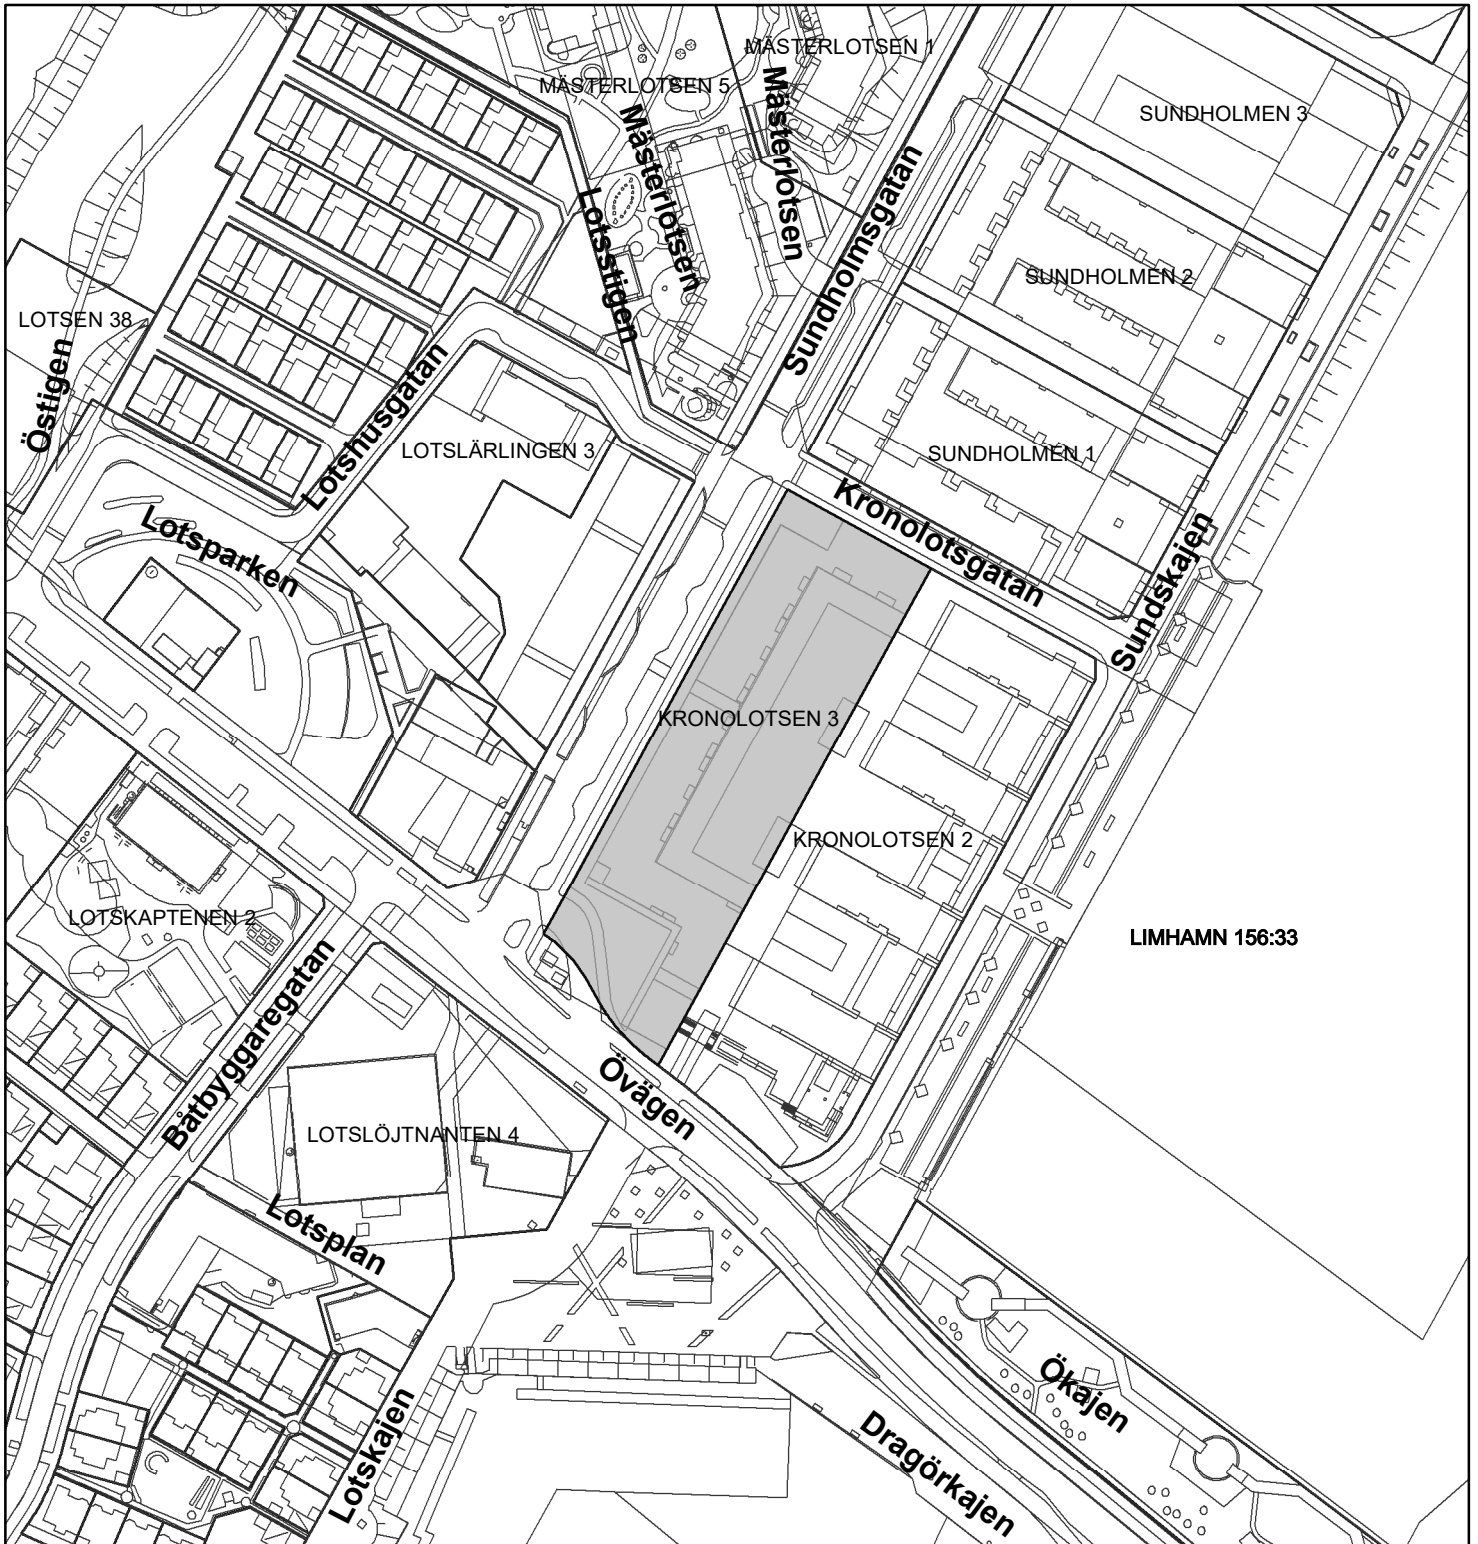 MÄSTERLOTSEN 1
MÄSTERLOTSEN 5
SUNDHOLMEN 3
Mästerlotsen
Mästerlotsen
Lotsstigen
Sundholmsgatan
SUNDHOLMEN 2
LOTSEN 38
Östigen
Lotshusgatan
LOTSLÄRLINGEN 3
SUNDHOLMEN 1
Kronolotsgatan
Lotsparken
Sundskajen
KRONOLOTSEN 3
KRONOLOTSEN 2
LOTSKAPTENEN 2
LIMHAMN 156:33
Båtbyggaregatan
Övägen
LOTSLÖJTNANTEN 4
Lotsplan
Lotskajen
Ökajen
Dragörkajen